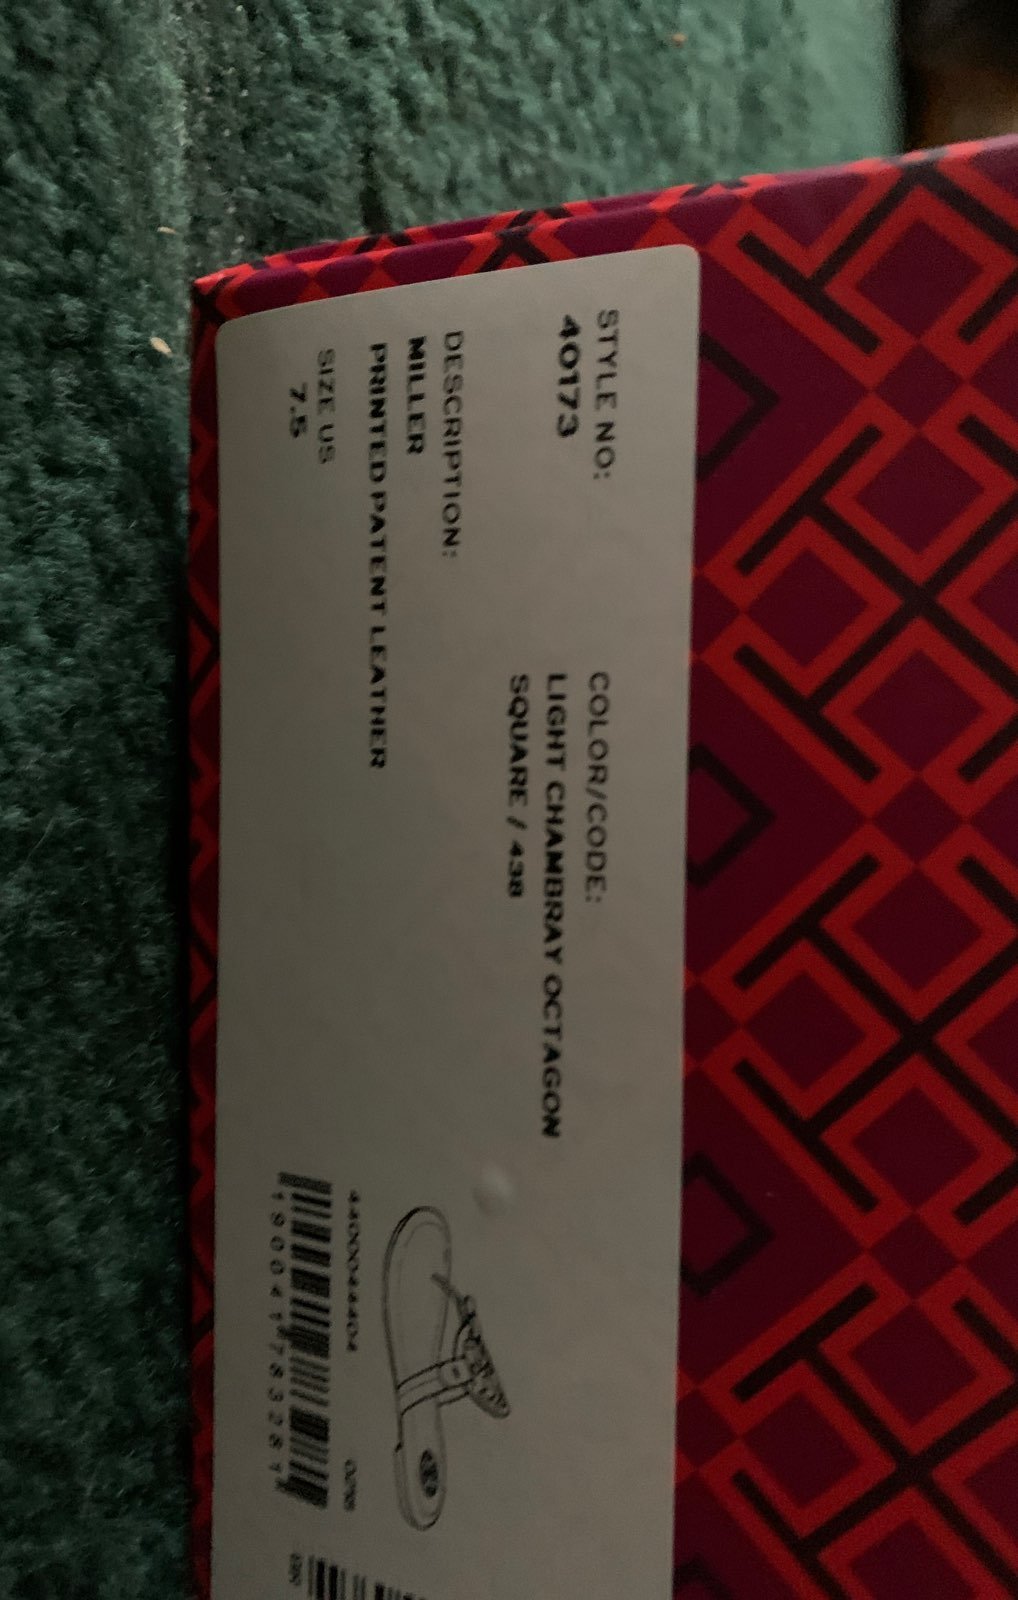 STYLE NO:
40173
COLOR/CODE:
LIGHT CHAMBRAY OCTAGON
SQUARE / 438
DESCRIPTION:
MILLER
PRINTED PATENT LEATHER
SIZE US
7.5